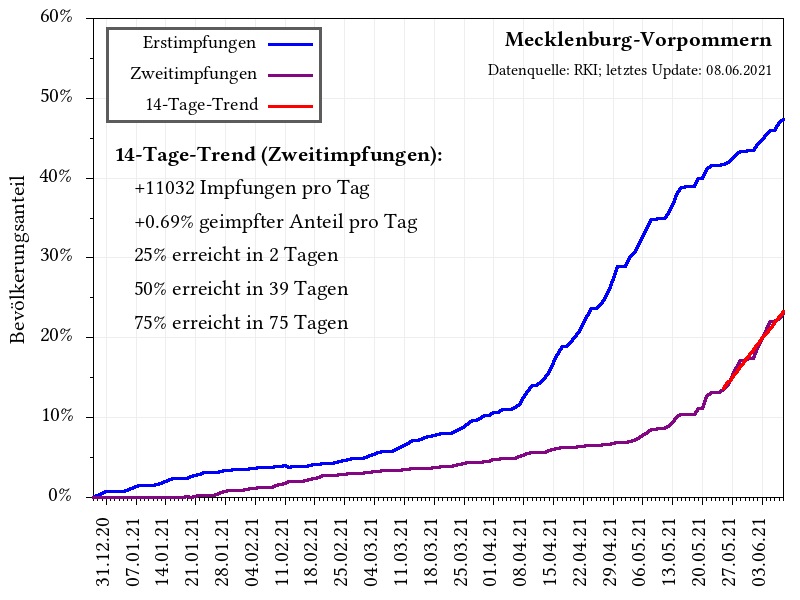 60%
50%
40%
30%
20%
10%
0%
Bevölkerungsanteil
Erstimpfungen
Zweitimpfungen
14-Tage-Trend
Mecklenburg-Vorpommern
Datenquelle: RKI; letztes Update: 08.06.2021
14-Tage-Trend (Zweitimpfungen):
+11032 Impfungen pro Tag
+0.69% geimpfter Anteil pro Tag
25% erreicht in 2 Tagen
50% erreicht in 39 Tagen
75% erreicht in 75 Tagen
31.12.20
07.01.21
14.01.21
21.01.21
28.01.21
04.02.21
11.02.21
18.02.21
25.02.21
04.03.21
11.03.21
18.03.21
25.03.21
01.04.21
08.04.21
15.04.21
22.04.21
29.04.21
06.05.21
13.05.21
20.05.21
27.05.21
03.06.21